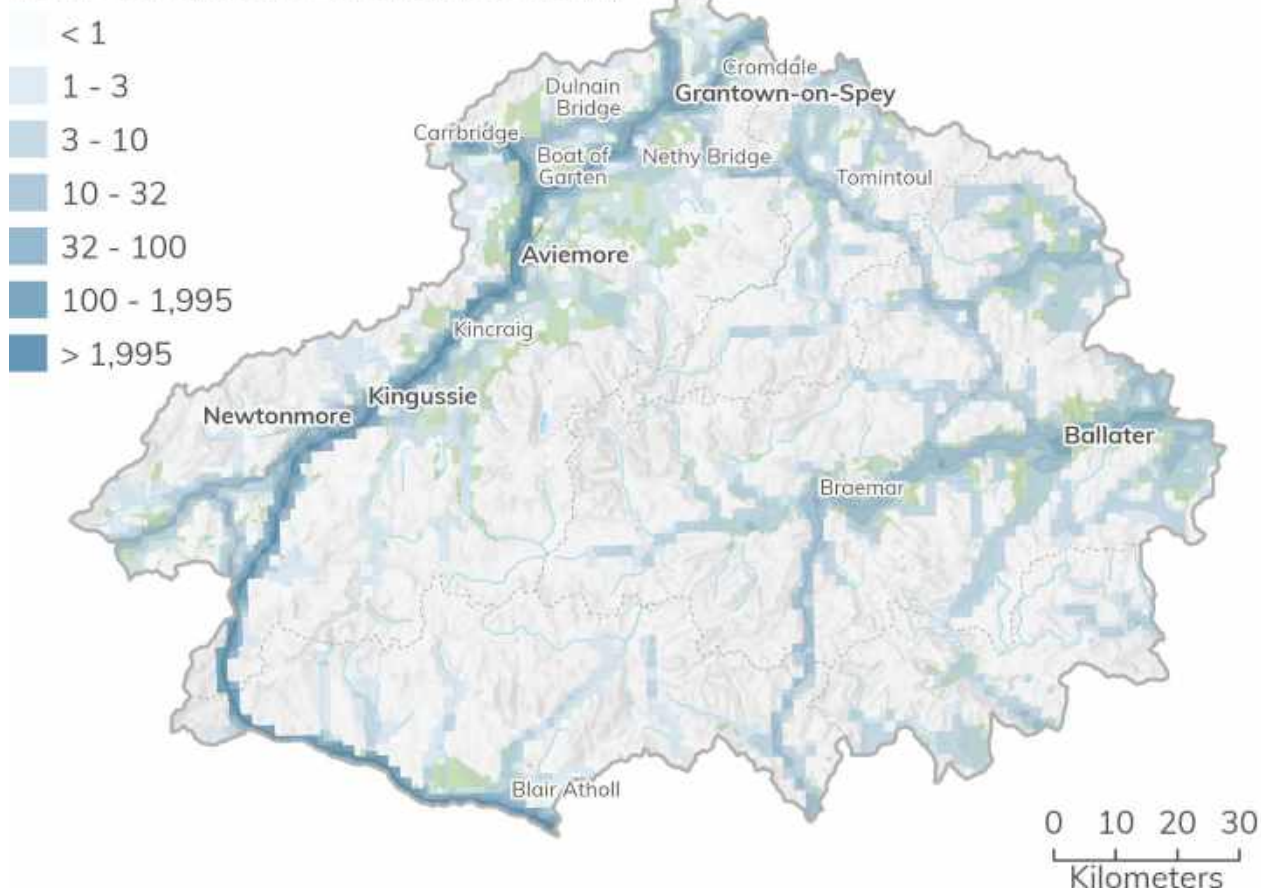 < 1
1 - 3
3 - 10
10 - 32
32 - 100
100 - 1,995
> 1,995
Cromdale
Grantown-on-Spey
Dulnain
Bridge
Carrbridge
Boat of
Garten
Nethy Bridge
Tomintoul
Aviemore
Kincraig
Kingussie
Newtonmore
Ballater
Braemar
Blair Atholl
0 10 20 30
Kilometers